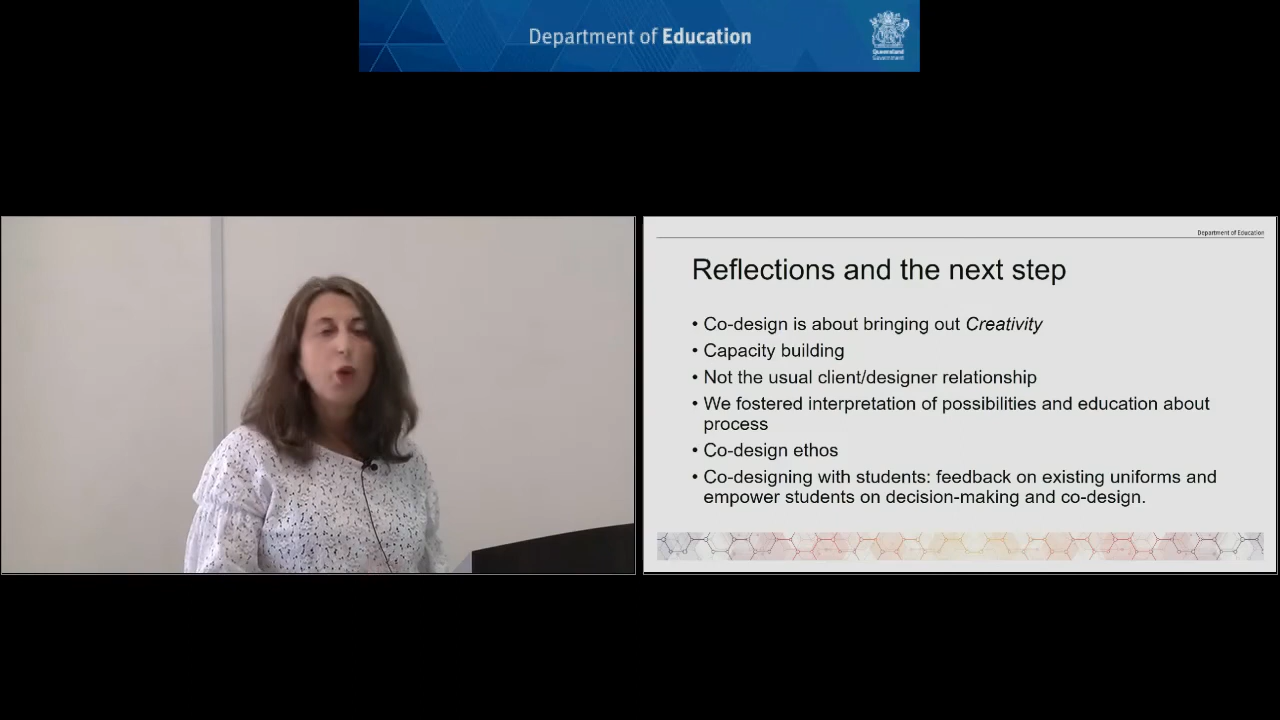 Department of Education
Queensland
Government
Department of Education
Reflections and the next step
• Co-design is about bringing out Creativity
• Capacity building
• Not the usual client/designer relationship
• We fostered interpretation of possibilities and education about
process
• Co-design ethos
• Co-designing with students: feedback on existing uniforms and
empower students on decision-making and co-design.